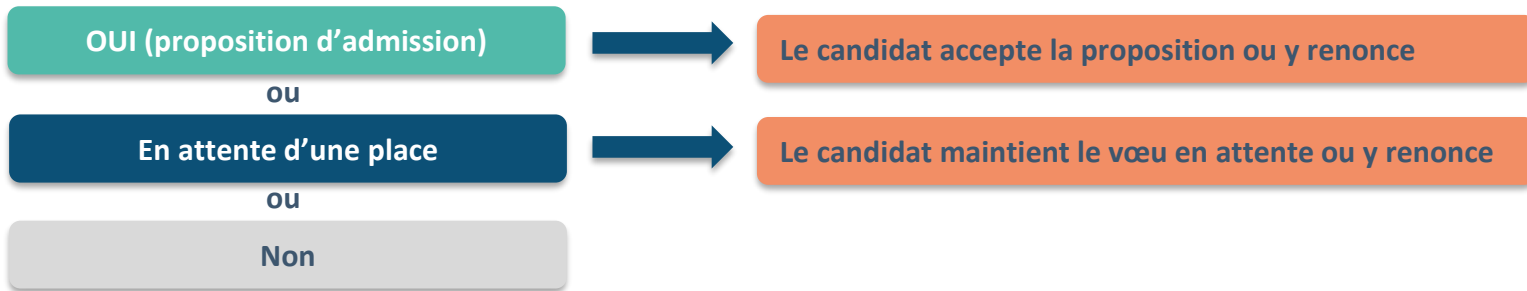 OUI (proposition d’admission)
Le candidat accepte la proposition ou y renonce
ou
En attente d’une place
Le candidat maintient le vœu en attente ou y renonce
ou
Non